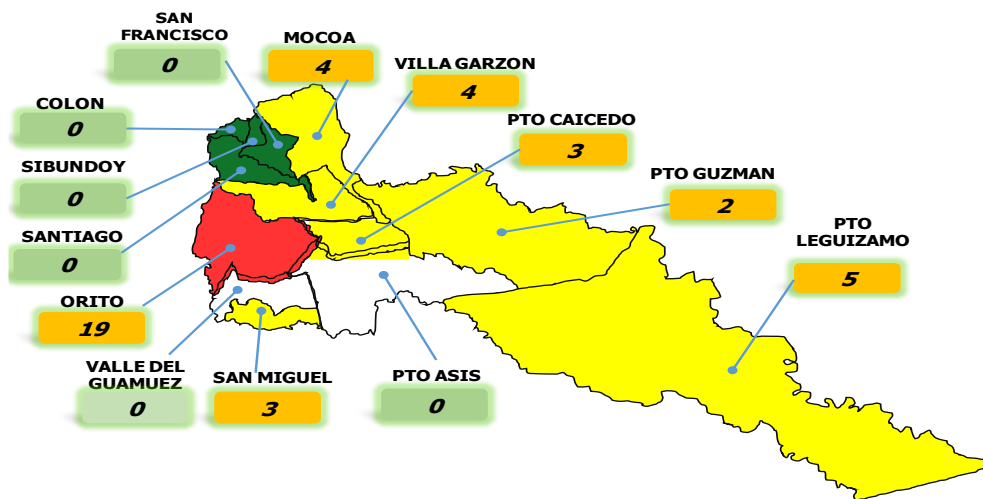 SAN
FRANCISCO
0
MOCOA
4
VILLA GARZON
4
COLON
0
PTO CAICEDO
3
SIBUNDOY
0
PTO GUZMAN
2
PTO
LEGUIZAMO
5
SANTIAGO
0
ORITO
19
VALLE DEL
GUAMUEZ
0
SAN MIGUEL
3
PTO ASIS
0